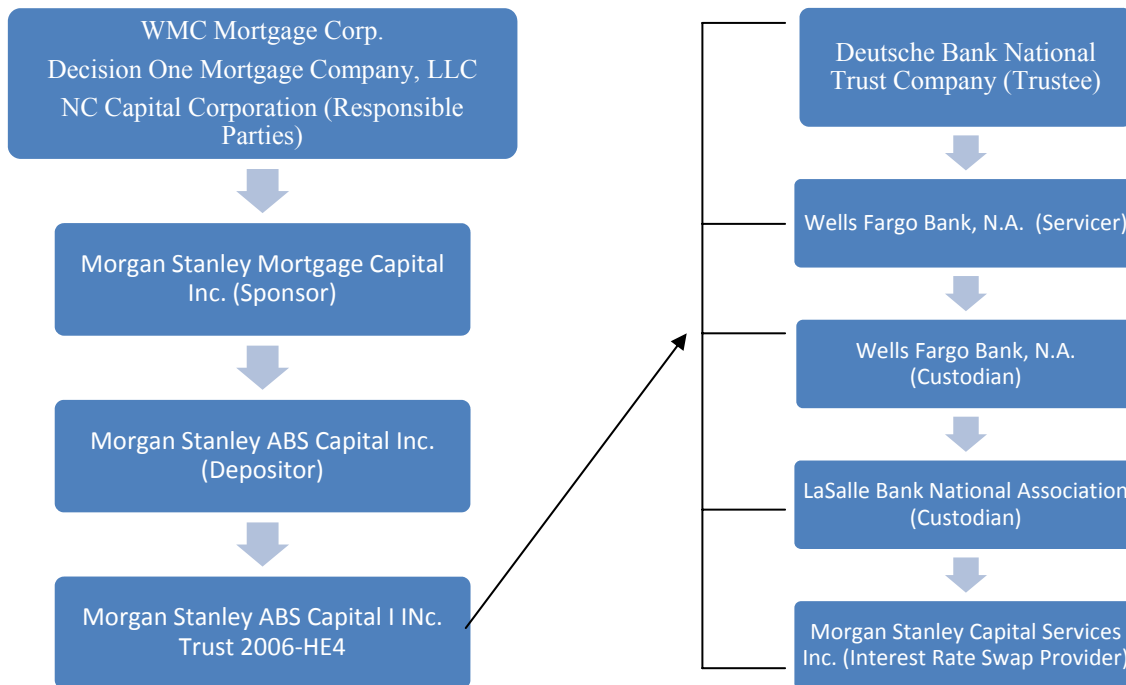 WMC Mortgage Corp.
Decision One Mortgage Company, LLC
NC Capital Corporation (Responsible
Parties)
Morgan Stanley Mortgage Capital
Inc. (Sponsor)
Morgan Stanley ABS Capital Inc.
(Depositor)
Morgan Stanley ABS Capital I INc.
Trust 2006-HE4
Deutsche Bank National
Trust Company (Trustee)
Wells Fargo Bank, N.A. (Servicer)
Wells Fargo Bank, N.A.
(Custodian)
LaSalle Bank National Association
(Custodian)
Morgan Stanley Capital Services
Inc. (Interest Rate Swap Provider)